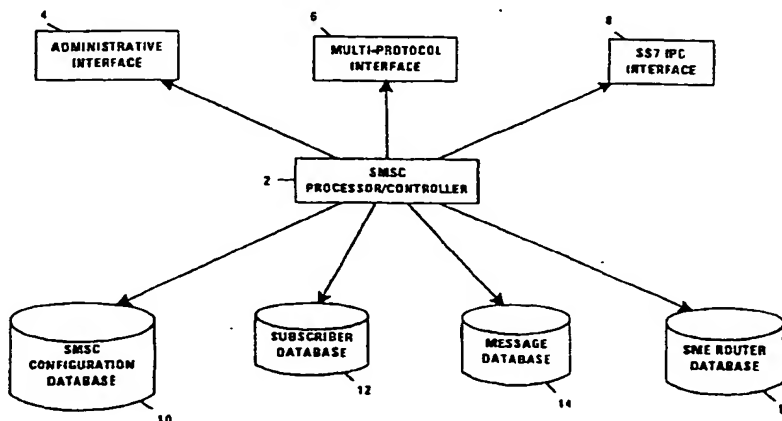 4
6
8
ADMINISTRATIVE
INTERFACE
MULTI-PROTOCOL
INTERFACE
SS7 IPC
INTERFACE
2
SMSC
PROCESSOR/CONTROLLER
SMSC
CONFIGURATION
DATABASE
SUBSCRIBER
DATABASE
MESSAGE
DATABASE
SME ROUTER
DATABASE
10
12
14